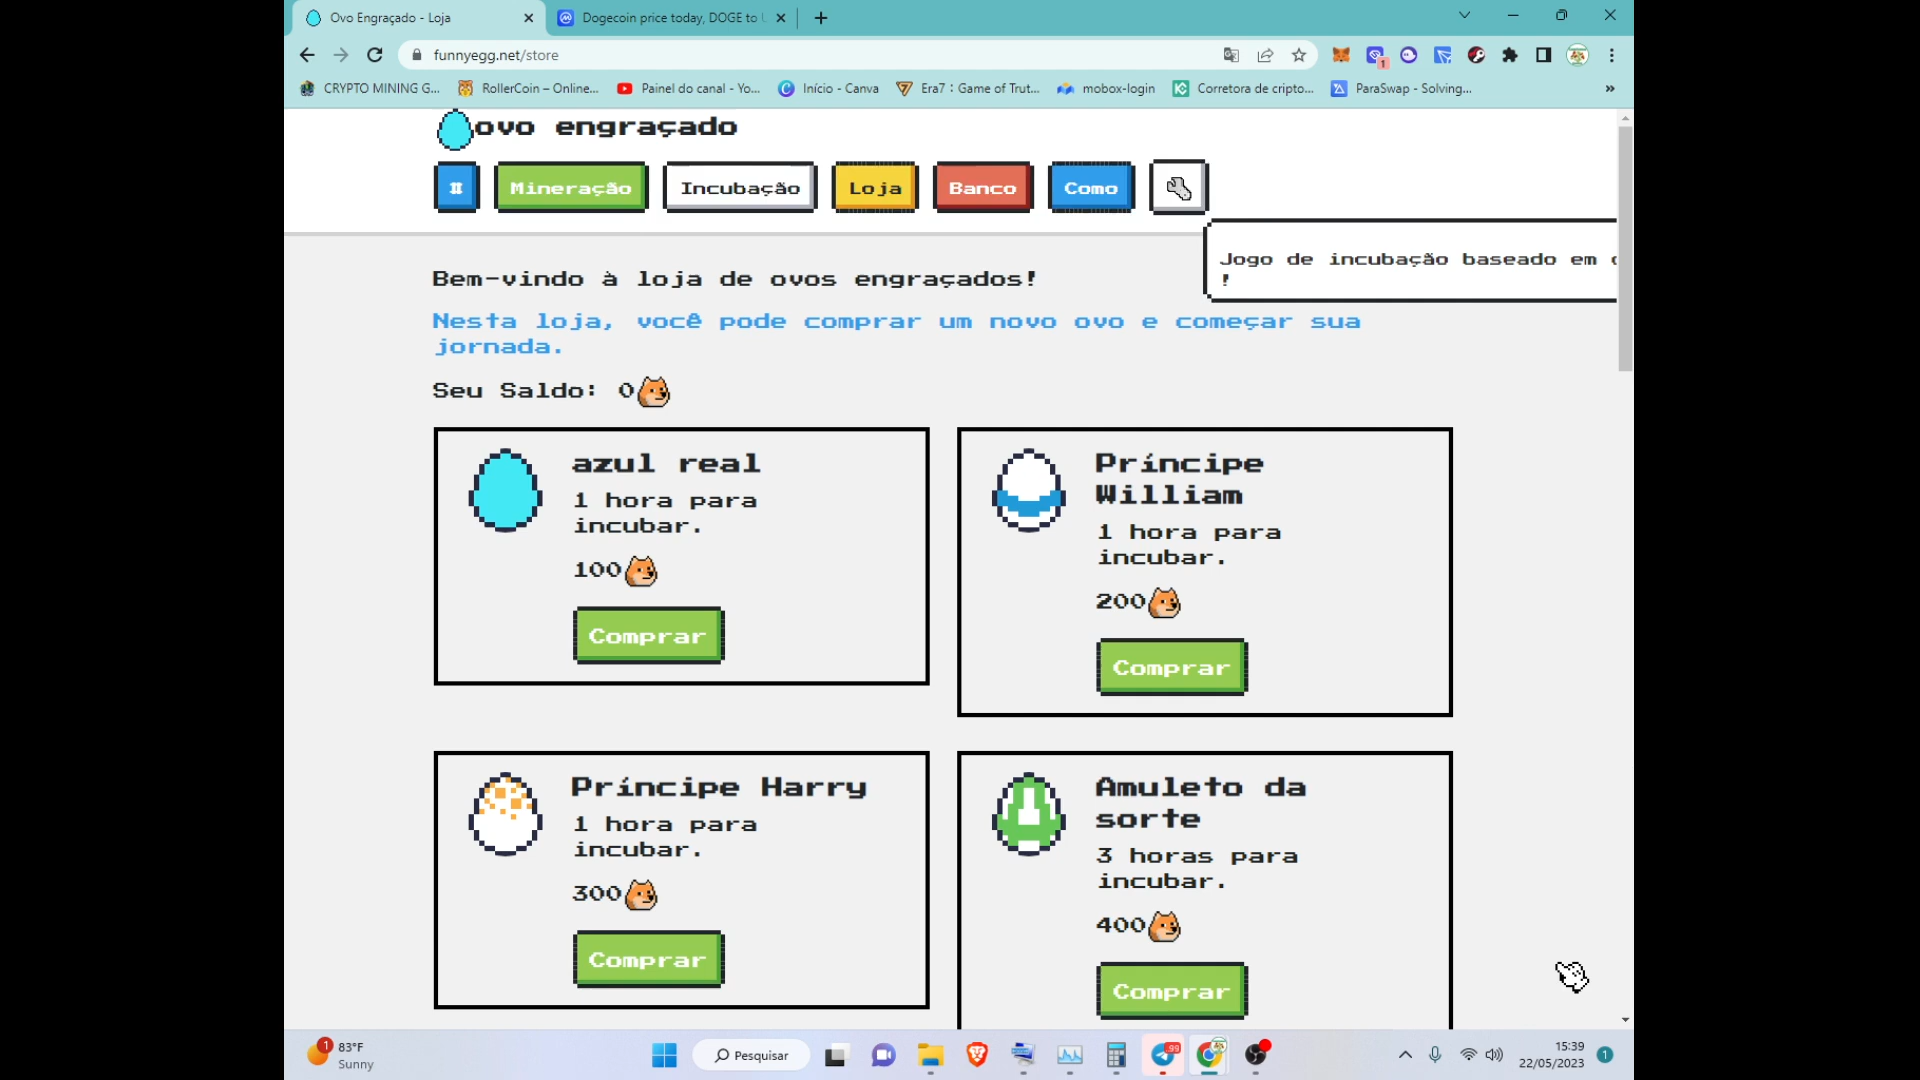 Ovo Engraçado - Loja
Dogecoin price today, DOGE to
funnyegg.net/store
1
CRYPTO MINING G...
RollerCoin – Online...
Painel do canal - Yo...
Início - Canva
Era7 : Game of Trut...
mobox-login
Corretora de cripto...
ParaSwap - Solving...
»
ovo engraçado
Mineração
Incubação
Loja
Banco
Como
Jogo de incubação baseado em
!
Bem-vindo à loja de ovos engraçados!
Nesta loja, você pode comprar um novo ovo e começar sua
jornada.
Seu Saldo: 0
azul real
1 hora para
incubar.
100
Comprar
Príncipe
William
1 hora para
incubar.
200
Comprar
Príncipe Harry
1 hora para
incubar.
300
Comprar
Amuleto da
sorte
3 horas para
incubar.
400
Comprar
1
83°F
Sunny
Pesquisar
99
15:39
22/05/2023
1